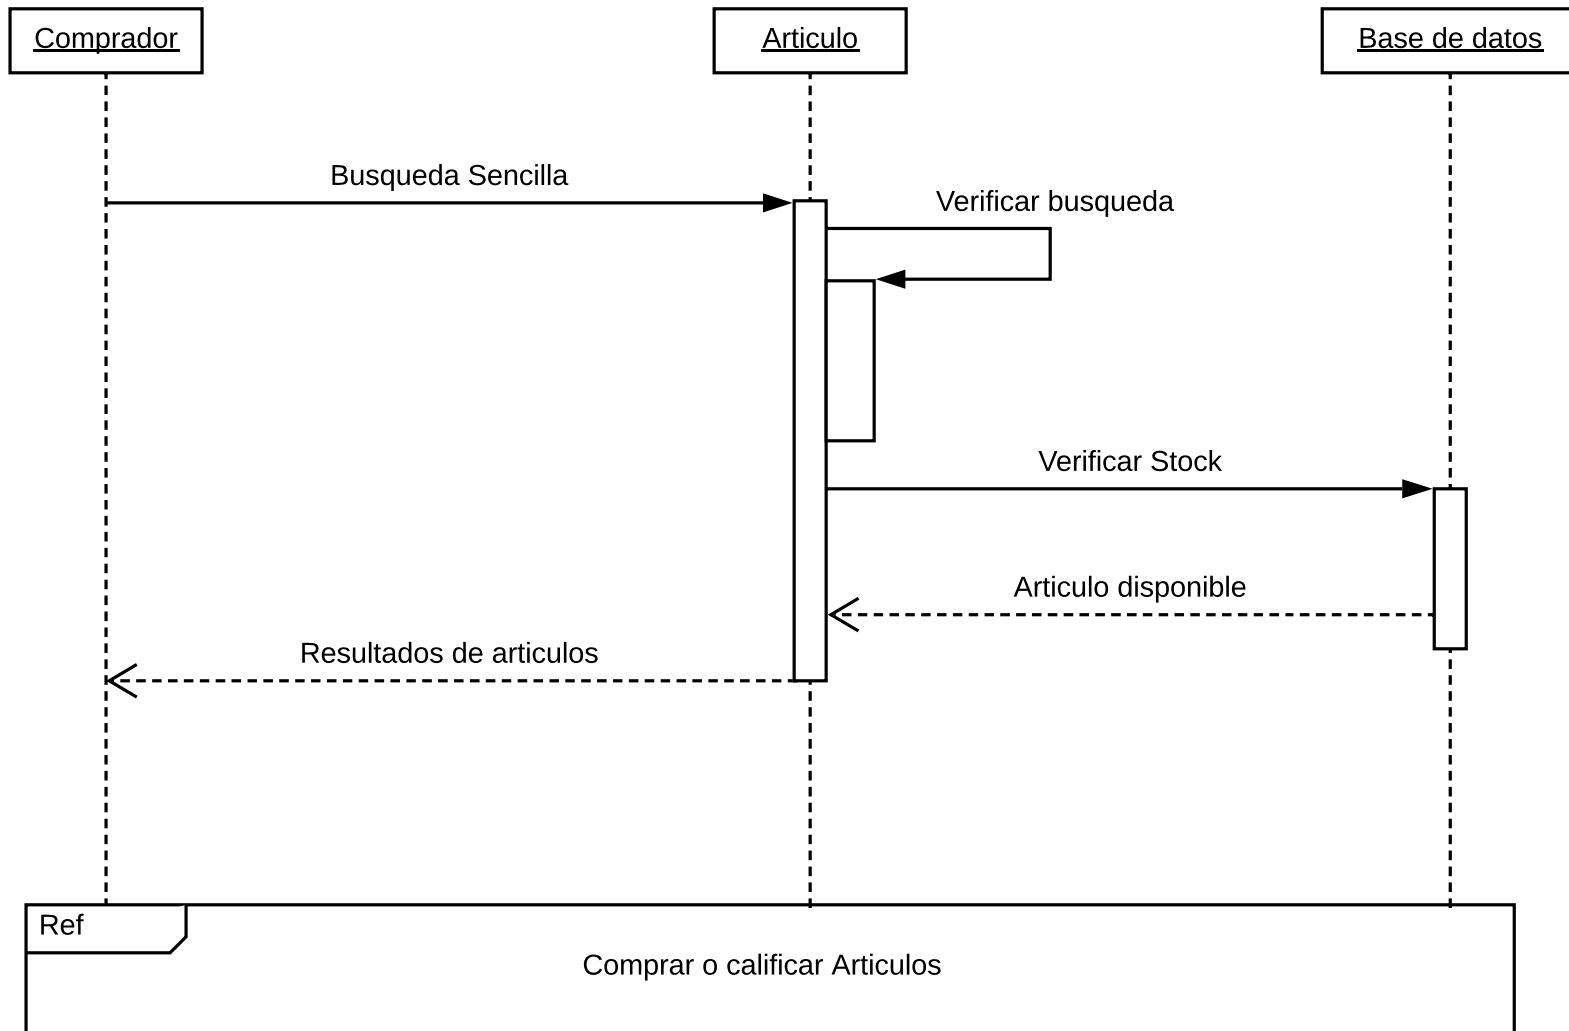 Comprador
Articulo
Base de datos
Busqueda Sencilla
Verificar busqueda
Verificar Stock
Articulo disponible
Resultados de articulos
Ref
Comprar o calificar Articulos